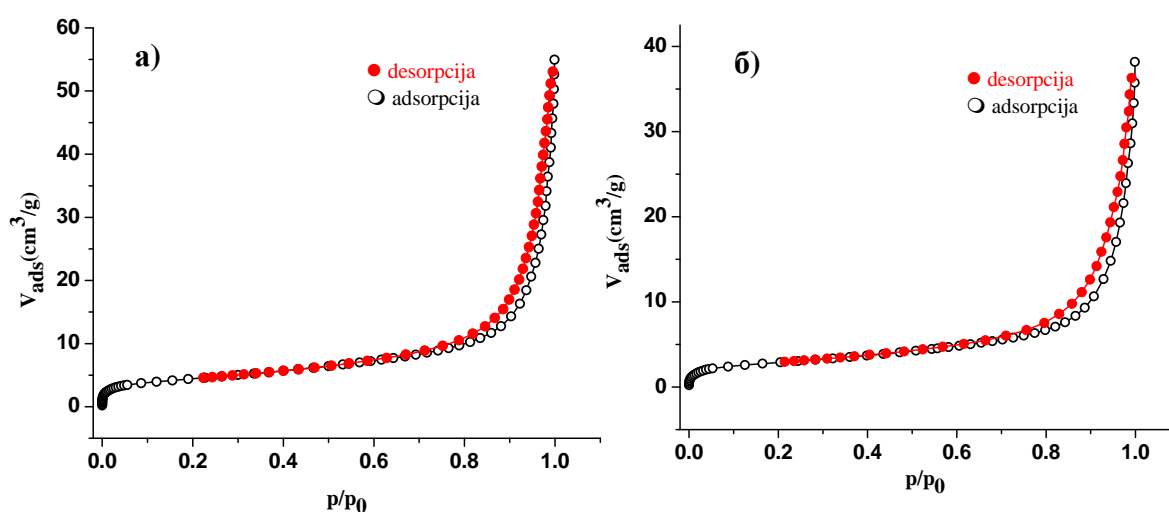 а)
desorpcija
adsorpcija
V_ads(cm³/g)
60
50
40
30
20
10
0
0.0 0.2 0.4 0.6 0.8 1.0
p/p₀
б)
desorpcija
adsorpcija
V_ads(cm³/g)
40
30
20
10
0
0.0 0.2 0.4 0.6 0.8 1.0
p/p₀